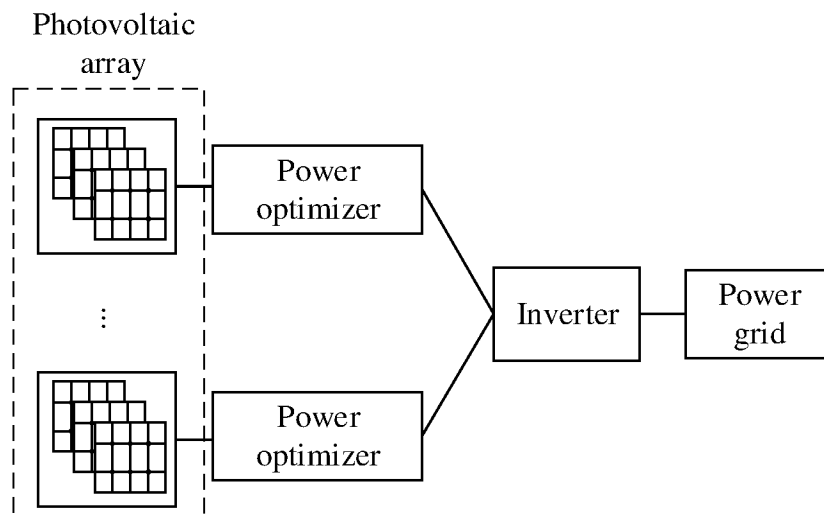 Photovoltaic
array
Power
optimizer
...
Inverter
Power
grid
Power
optimizer